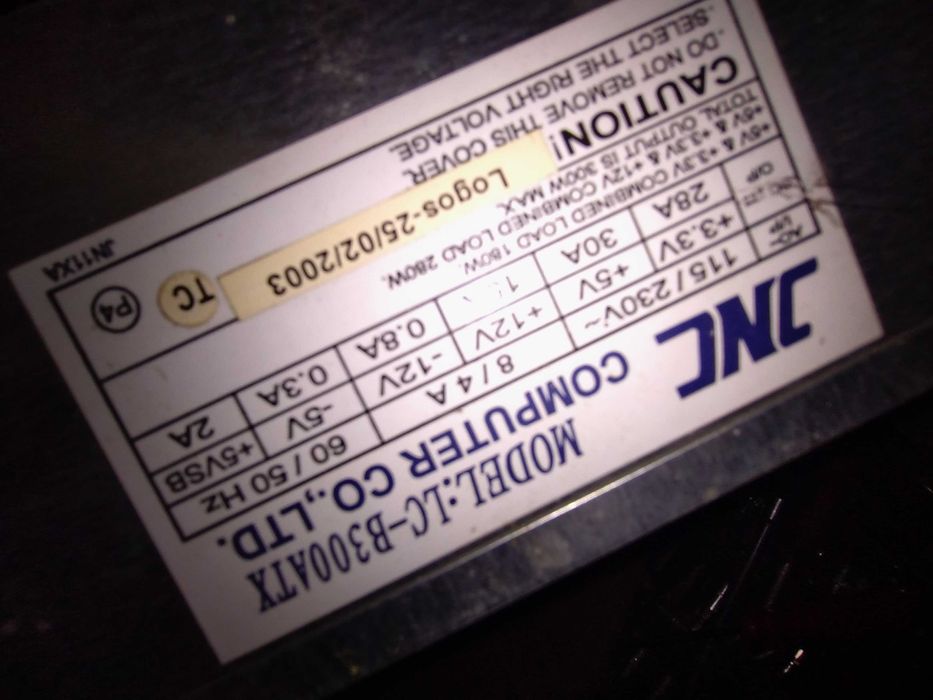 JNC COMPUTER CO.,LTD.
MODEL:LC-B300ATX
AC I/P 115 / 230V~ 8 / 4 A 60 / 50 Hz
O/P +3.3V +5V +12V -12V -5V +5VSB
28A 30A 0.8A 0.3A 2A
+5V & +3.3V COMBINED LOAD 180W.
+5V & +3.3V & +12V COMBINED LOAD 280W.
TOTAL OUTPUT IS 300W MAX.
CAUTION!
.DO NOT REMOVE THIS COVER.
.SELECT THE RIGHT VOLTAGE.
Logos-25/02/2003
TC
P4
JN11XA